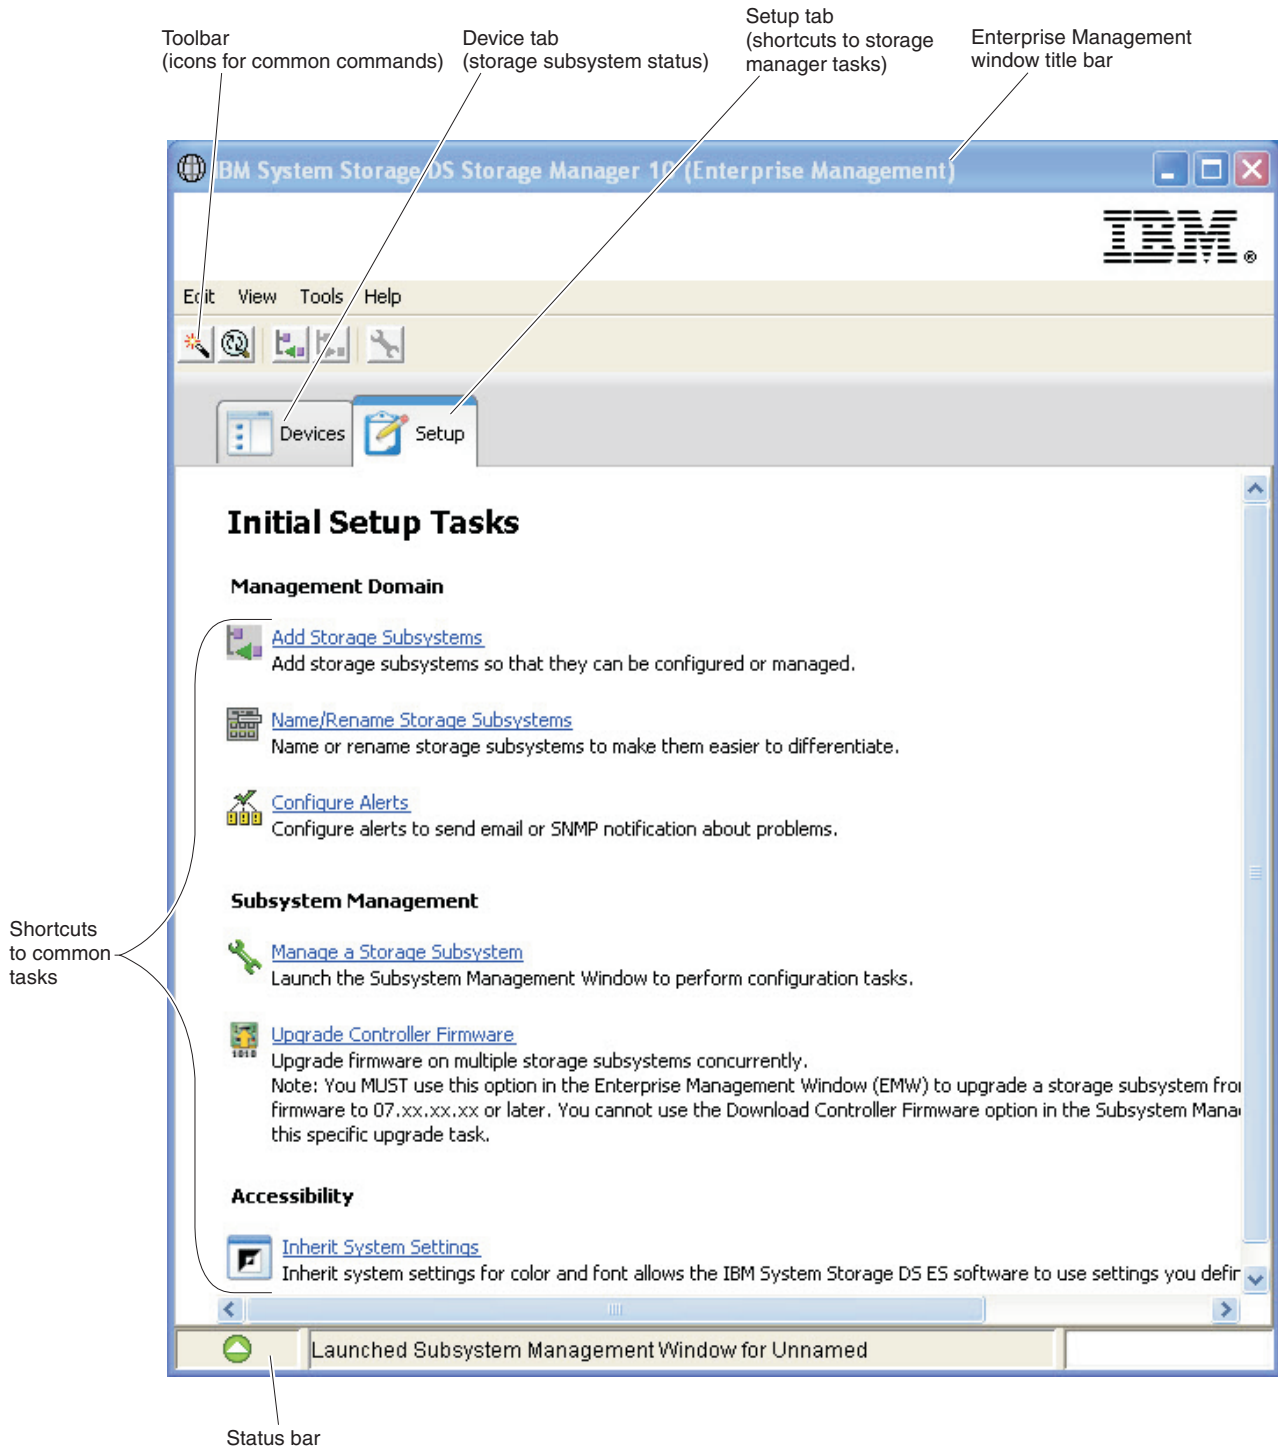 Toolbar
(icons for common commands)
Device tab
(storage subsystem status)
Setup tab
(shortcuts to storage
manager tasks)
Enterprise Management
window title bar
IBM System Storage DS Storage Manager 10 (Enterprise Management)
IBM®
Edit View Tools Help
Devices
Setup
Initial Setup Tasks
Management Domain
Add Storage Subsystems
Add storage subsystems so that they can be configured or managed.
Name/Rename Storage Subsystems
Name or rename storage subsystems to make them easier to differentiate.
Configure Alerts
Configure alerts to send email or SNMP notification about problems.
Subsystem Management
Shortcuts
to common
tasks
Manage a Storage Subsystem
Launch the Subsystem Management Window to perform configuration tasks.
Upgrade Controller Firmware
1010
Upgrade firmware on multiple storage subsystems concurrently.
Note: You MUST use this option in the Enterprise Management Window (EMW) to upgrade a storage subsystem from
firmware to 07.xx.xx.xx or later. You cannot use the Download Controller Firmware option in the Subsystem Mana
this specific upgrade task.
Accessibility
Inherit System Settings
Inherit system settings for color and font allows the IBM System Storage DS ES software to use settings you defin
Launched Subsystem Management Window for Unnamed
Status bar